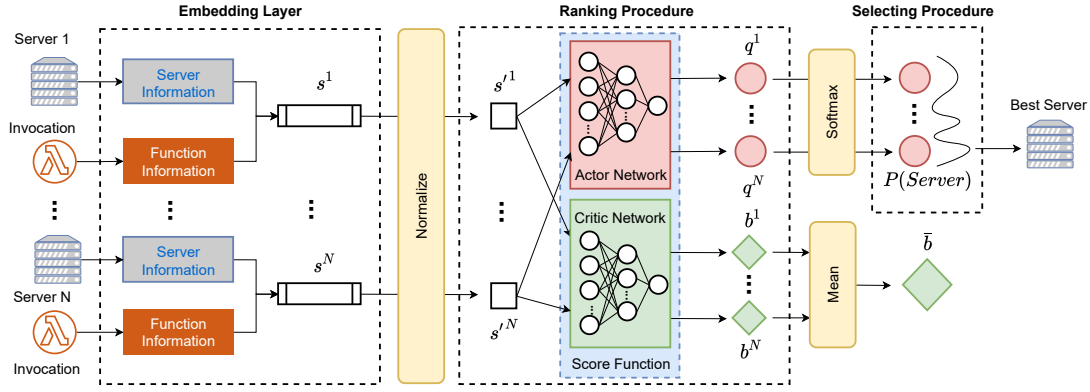 Embedding Layer
Ranking Procedure
Selecting Procedure
Server 1
Server
Information
s^1
Invocation
Function
Information
Normalize
s'^1
Actor Network
q^1
q^N
Softmax
P(Server)
Best Server
Server
Information
s^N
Server N
Function
Information
Invocation
s'^N
Critic Network
b^1
b^N
Score Function
Mean
b̄